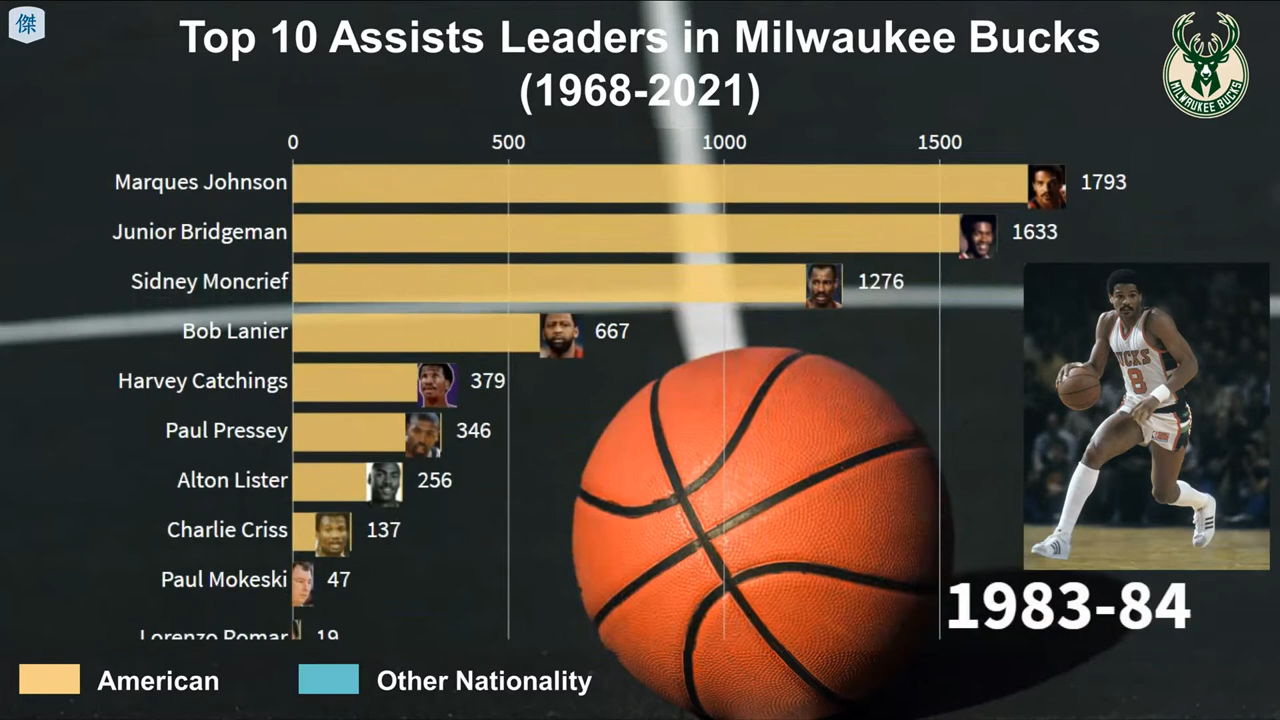 傑
Top 10 Assists Leaders in Milwaukee Bucks
(1968-2021)
MILWAUKEE BUCKS
0 500 1000 1500
Marques Johnson 1793
Junior Bridgeman 1633
Sidney Moncrief 1276
Bob Lanier 667
Harvey Catchings 379
Paul Pressey 346
Alton Lister 256
Charlie Criss 137
Paul Mokeski 47
Lorenzo Romar 19
BUCKS
8
1983-84
American
Other Nationality